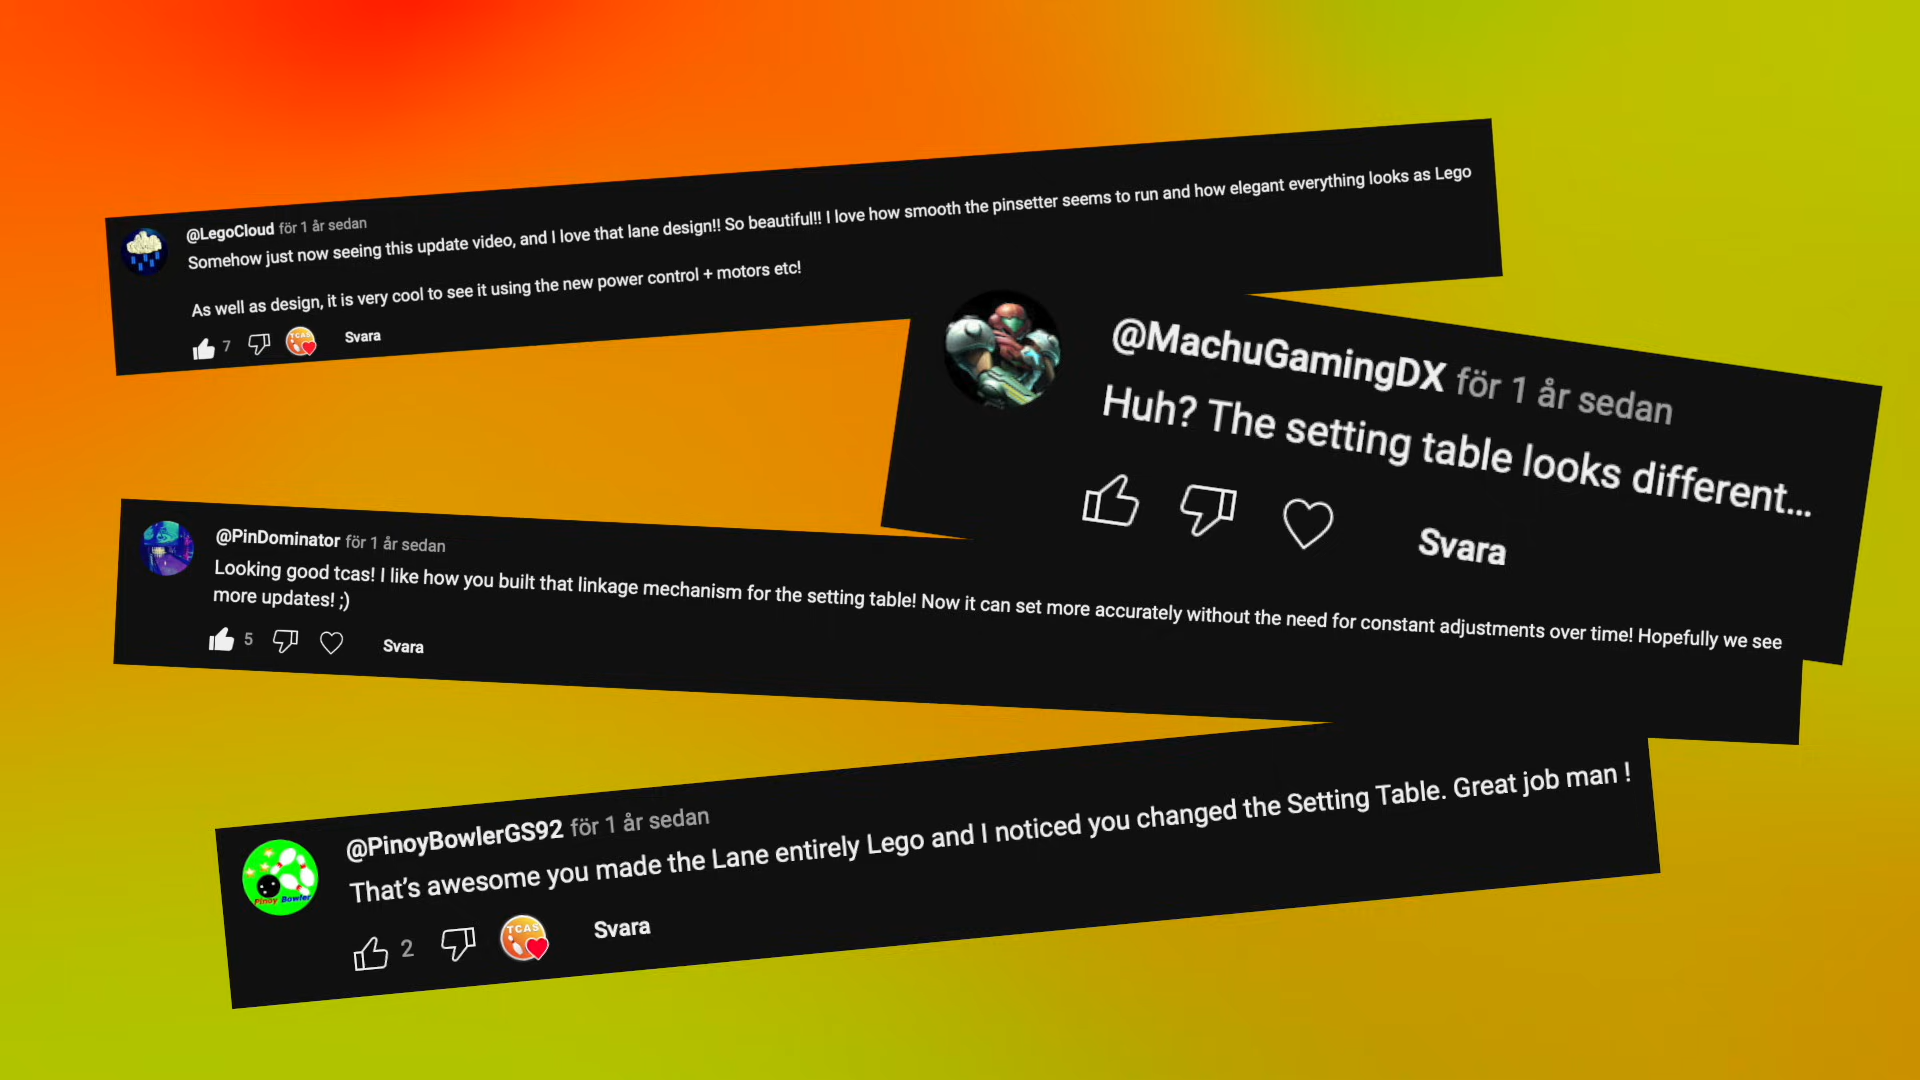 @LegoCloud för 1 år sedan
Somehow just now seeing this update video, and I love that lane design!! So beautiful!! I love how smooth the pinsetter seems to run and how elegant everything looks as Lego
As well as design, it is very cool to see it using the new power control + motors etc!
7 TCAS Svara
@MachuGamingDX för 1 år sedan
Huh? The setting table looks different...
Svara
@PinDominator för 1 år sedan
Looking good tcas! I like how you built that linkage mechanism for the setting table! Now it can set more accurately without the need for constant adjustments over time! Hopefully we see
more updates! ;)
5 Svara
@PinoyBowlerGS92 för 1 år sedan
That's awesome you made the Lane entirely Lego and I noticed you changed the Setting Table. Great job man !
Pinoy Bowler
2 TCAS Svara